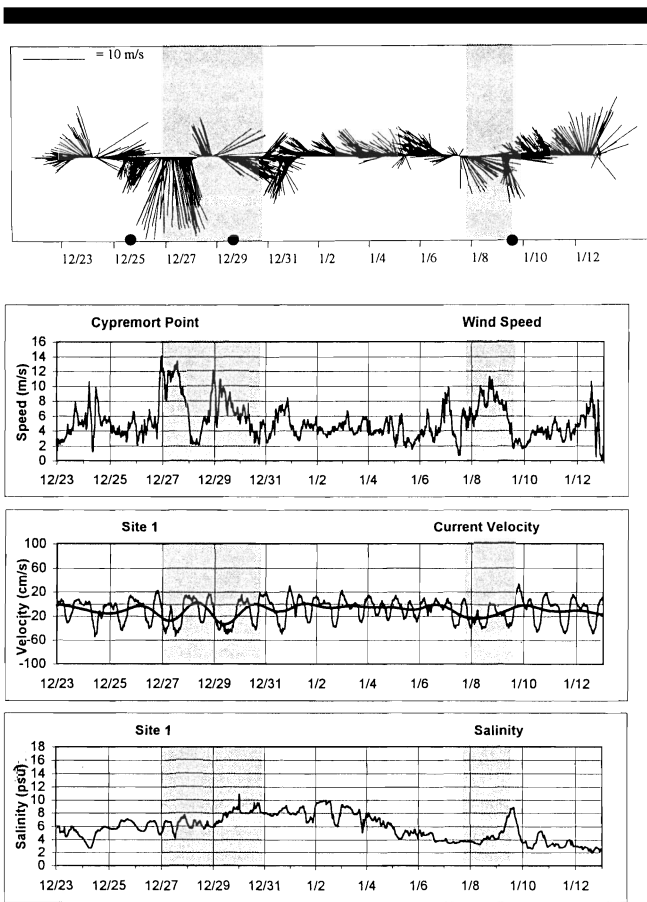 = 10 m/s
12/23 12/25 12/27 12/29 12/31 1/2 1/4 1/6 1/8 1/10 1/12
Cypremort Point Wind Speed
Speed (m/s)
16
14
12
10
8
6
4
2
0
12/23 12/25 12/27 12/29 12/31 1/2 1/4 1/6 1/8 1/10 1/12
Site 1 Current Velocity
Velocity (cm/s)
100
60
20
-20
-60
-100
12/23 12/25 12/27 12/29 12/31 1/2 1/4 1/6 1/8 1/10 1/12
Site 1 Salinity
Salinity (psu)
18
16
14
12
10
8
6
4
2
0
12/23 12/25 12/27 12/29 12/31 1/2 1/4 1/6 1/8 1/10 1/12